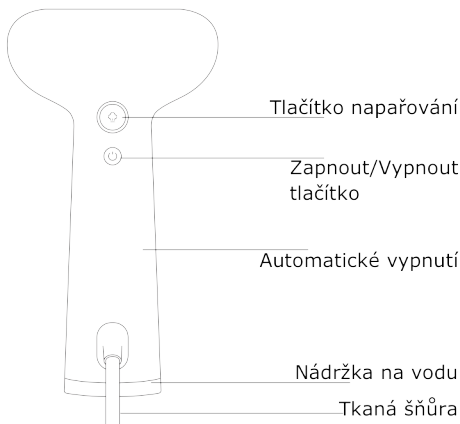 Tlačítko napařování
Zapnout/Vypnout
tlačítko
Automatické vypnutí
Nádržka na vodu
Tkaná šňůra